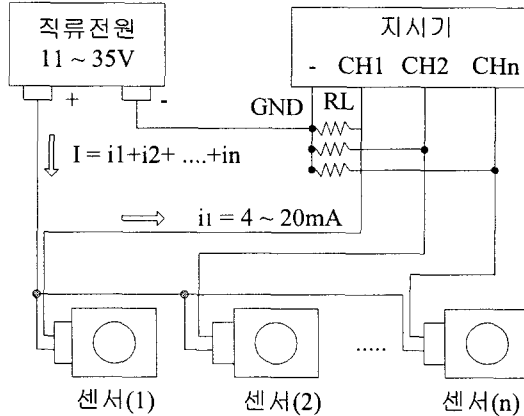 직류전원
11 ~ 35V
+
-
지시기
- CH1 CH2 CHn
GND
RL
I = i1+i2+ ....+in
i1 = 4 ~ 20mA
.....
센서(1)
센서(2)
센서(n)